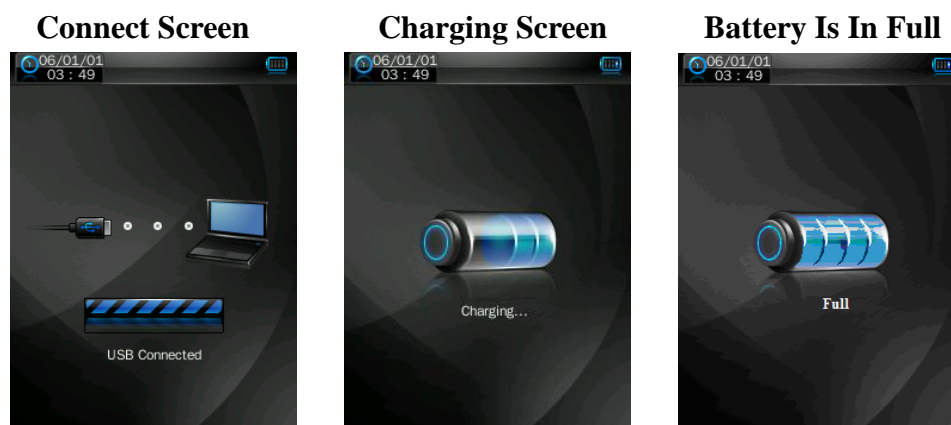 Connect Screen
06/01/01
03 : 49
USB Connected
Charging Screen
06/01/01
03 : 49
Charging...
Battery Is In Full
06/01/01
03 : 49
Full